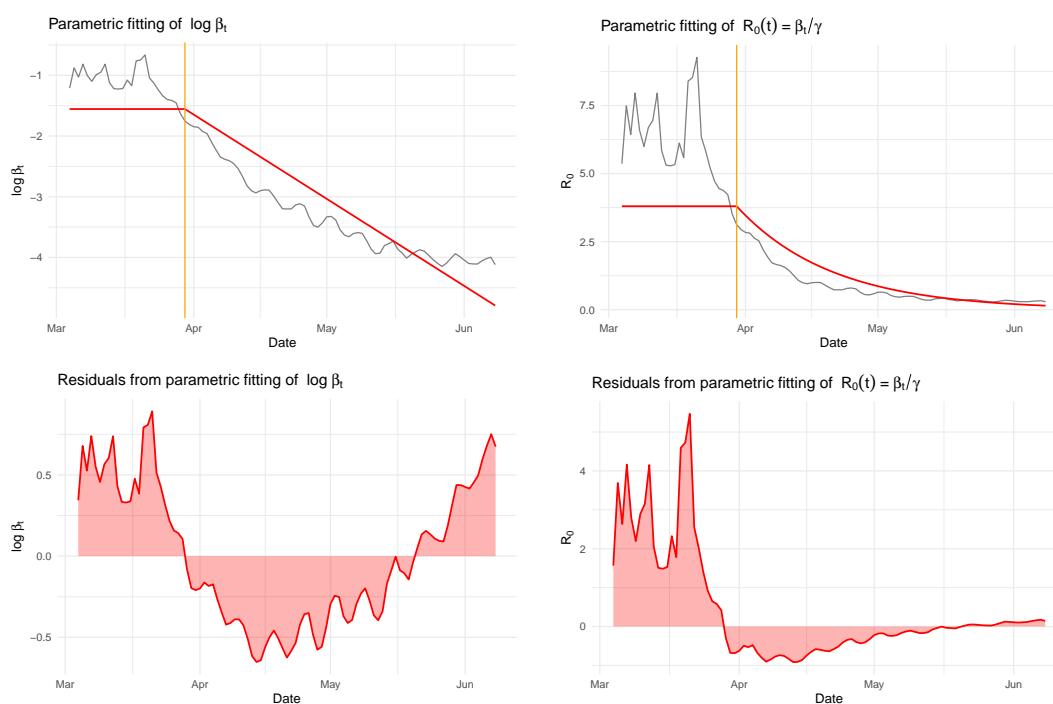 Parametric fitting of log βt
−1
−2
−3
−4
log βt
Mar
Apr
May
Jun
Date
Parametric fitting of R0(t) = βt/γ
7.5
5.0
2.5
0.0
R0
Mar
Apr
May
Jun
Date
Residuals from parametric fitting of log βt
0.5
0.0
−0.5
log βt
Mar
Apr
May
Jun
Date
Residuals from parametric fitting of R0(t) = βt/γ
4
2
0
R0
Mar
Apr
May
Jun
Date